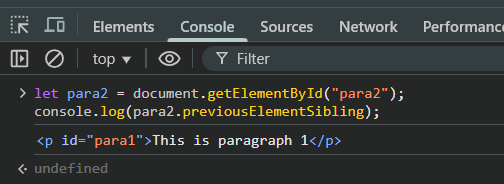 Elements Console Sources Network Performance
top Filter
let para2 = document.getElementById("para2");
console.log(para2.previousElementSibling);
<p id="para1">This is paragraph 1</p>
undefined